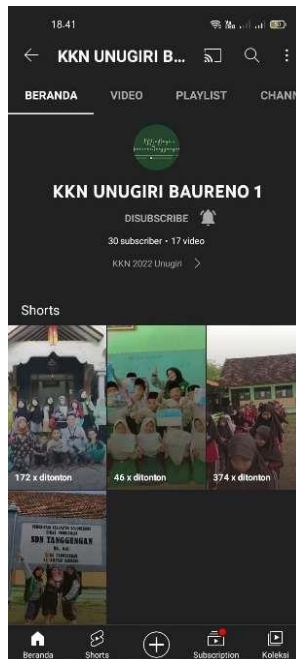 18.41
KKN UNUGIRI B...
BERANDA VIDEO PLAYLIST CHANN
KKN UNUGIRI BAURENO 1
DISUBSCRIBE
30 subscriber • 17 video
KKN 2022 Unugiri >
Shorts
172 x ditonton
46 x ditonton
374 x ditonton
SDN TANGGUNGAN
Beranda
Shorts
Subscription
Koleksi